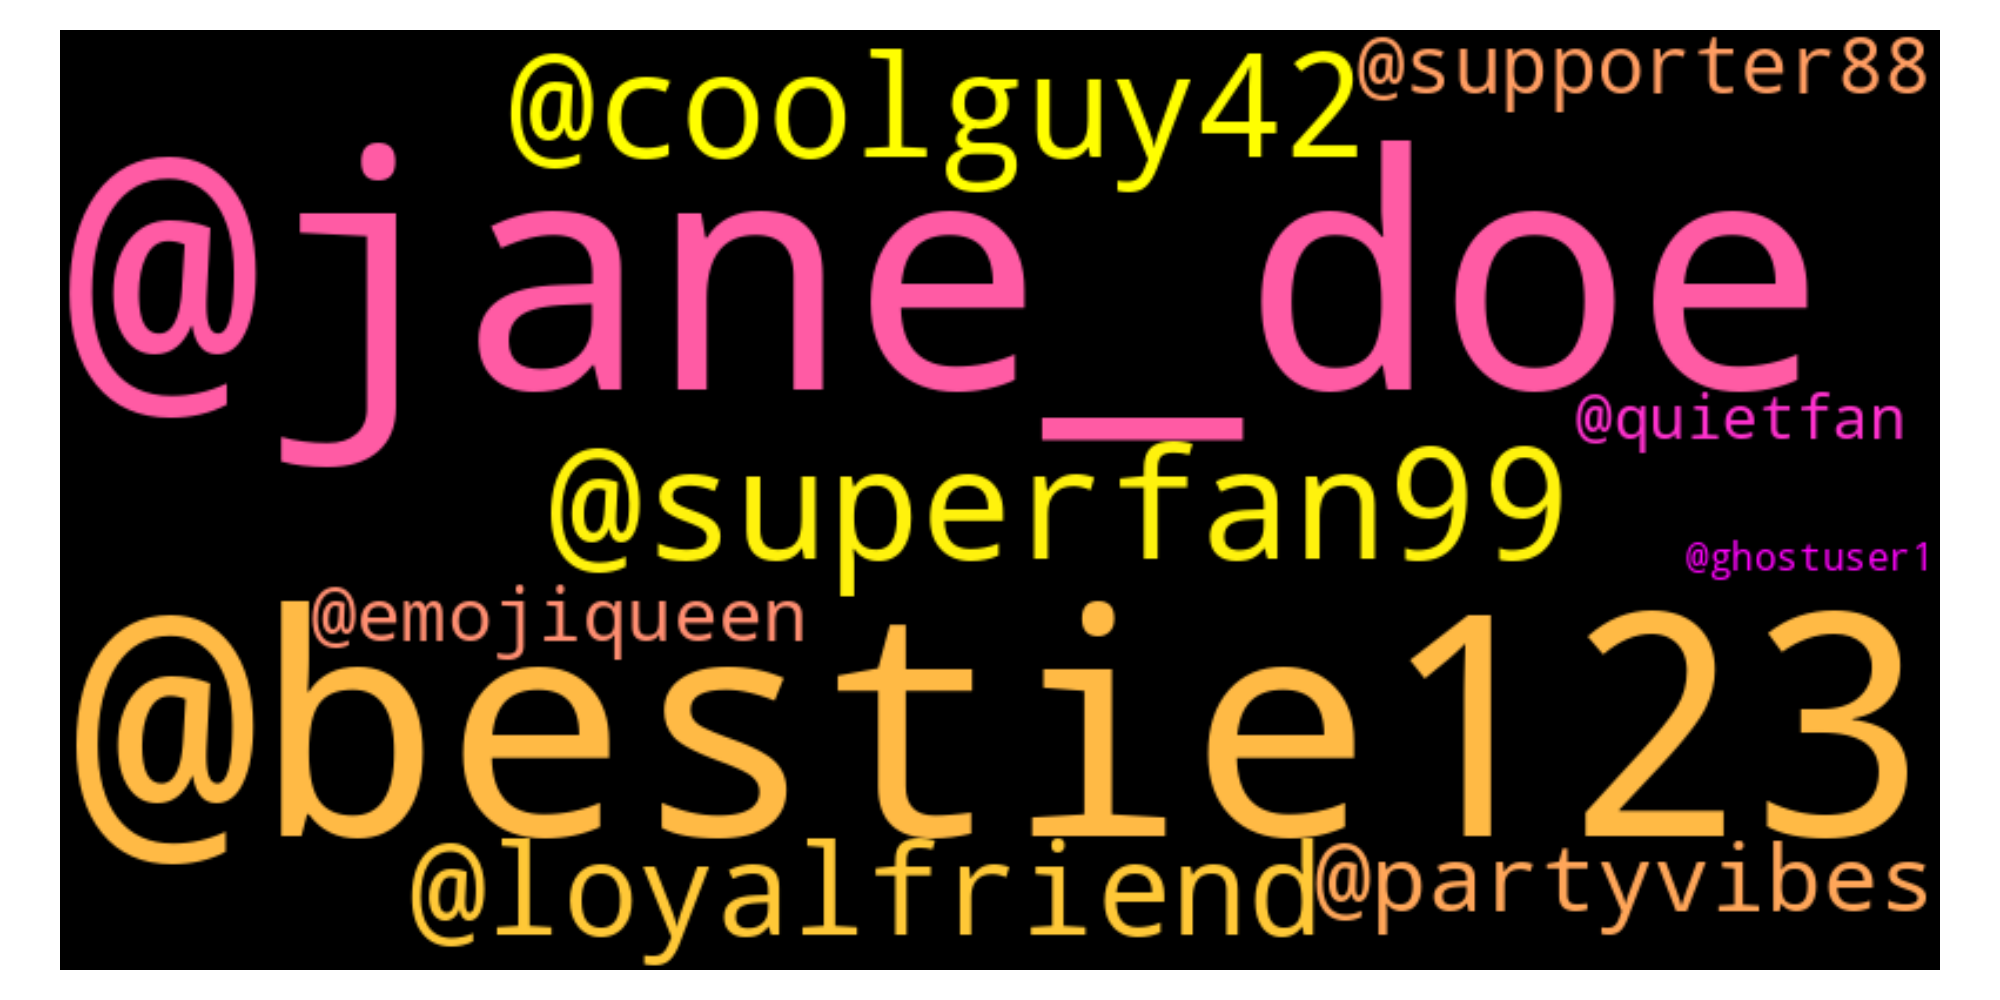 @coolguy42
@supporter88
@jane_doe
@quietfan
@superfan99
@ghostuser1
@emojiqueen
@bestie123
@loyalfriend
@partyvibes